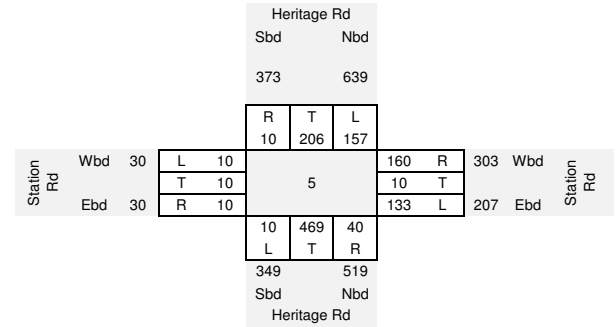 Heritage Rd
Sbd Nbd
373 639
R T L
10 206 157
Station Rd
Wbd 30 L 10
T 10
Ebd 30 R 10
5
160 R 303 Wbd
10 T
133 L 207 Ebd
Station Rd
10 469 40
L T R
349 519
Sbd Nbd
Heritage Rd